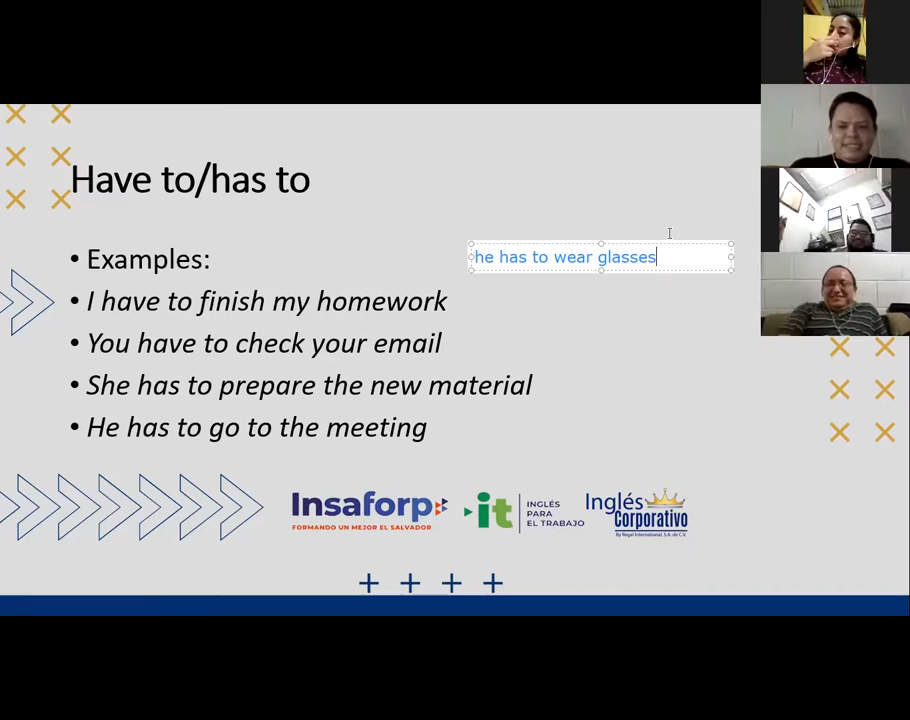 Have to/has to
• Examples:
he has to wear glasses
• I have to finish my homework
• You have to check your email
• She has to prepare the new material
• He has to go to the meeting
Insaforp
FORMANDO UN MEJOR EL SALVADOR
it
INGLÉS
PARA
EL TRABAJO
Inglés
Corporativo
By Regal International, S.A. de C.V.